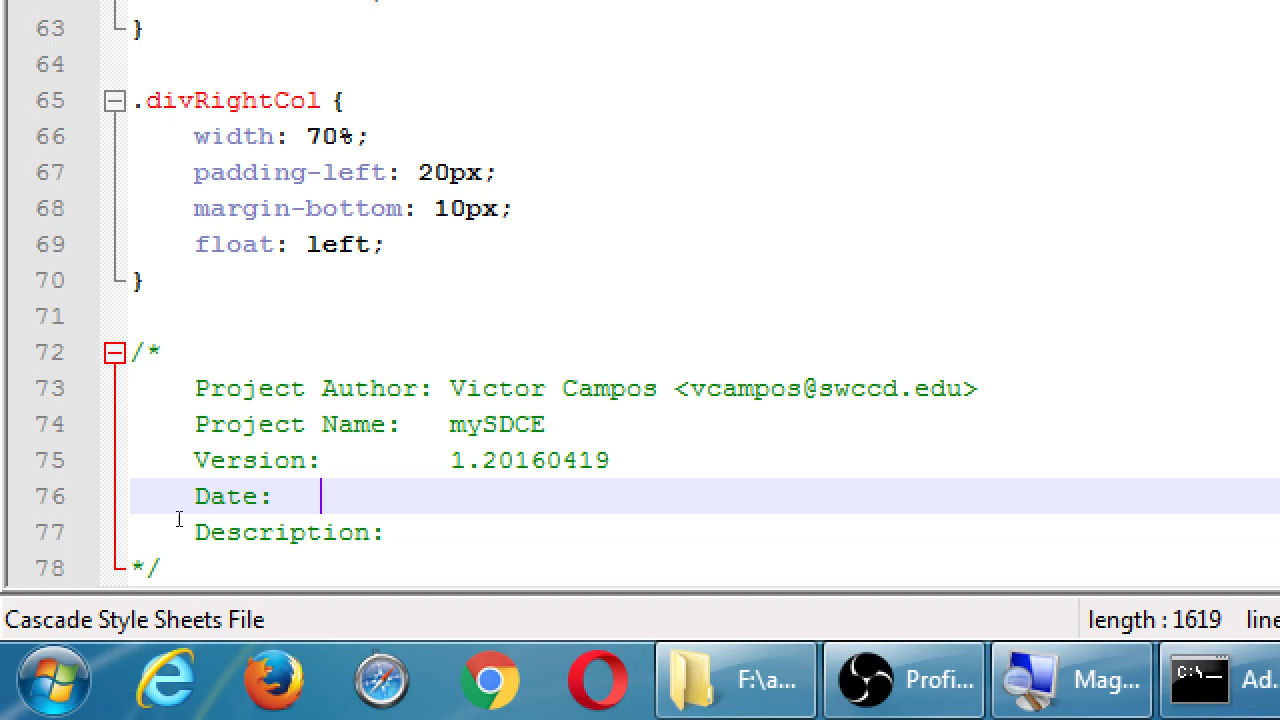 63 }
64
65 .divRightCol {
66 width: 70%;
67 padding-left: 20px;
68 margin-bottom: 10px;
69 float: left;
70 }
71
72 /*
73 Project Author: Victor Campos <vcampos@swccd.edu>
74 Project Name: mySDCE
75 Version: 1.20160419
76 Date:
77 Description:
78 */
Cascade Style Sheets File length : 1619 line
F:\a... Profi... Mag... C:\_ Ad.